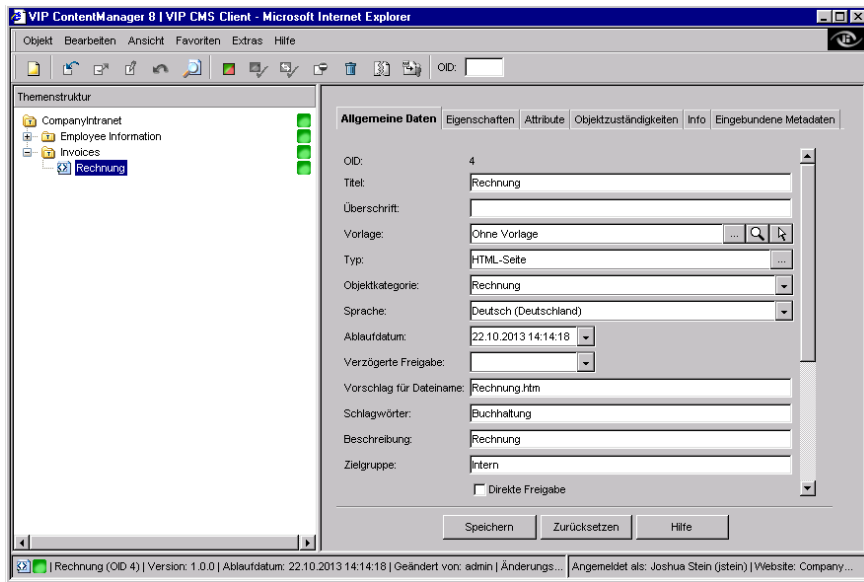 VIP ContentManager 8 | VIP CMS Client - Microsoft Internet Explorer
Objekt Bearbeiten Ansicht Favoriten Extras Hilfe
OID:
Themenstruktur
CompanyIntranet
Employee Information
Invoices
Rechnung
Allgemeine Daten Eigenschaften Attribute Objektzuständigkeiten Info Eingebundene Metadaten
OID: 4
Titel: Rechnung
Überschrift:
Vorlage: Ohne Vorlage ...
Typ: HTML-Seite ...
Objektkategorie: Rechnung
Sprache: Deutsch (Deutschland)
Ablaufdatum: 22.10.2013 14:14:18
Verzögerte Freigabe:
Vorschlag für Dateiname: Rechnung.htm
Schlagwörter: Buchhaltung
Beschreibung: Rechnung
Zielgruppe: Intern
Direkte Freigabe
Speichern Zurücksetzen Hilfe
| Rechnung (OID 4) | Version: 1.0.0 | Ablaufdatum: 22.10.2013 14:14:18 | Geändert von: admin | Änderungs... Angemeldet als: Joshua Stein (jstein) | Website: Company...